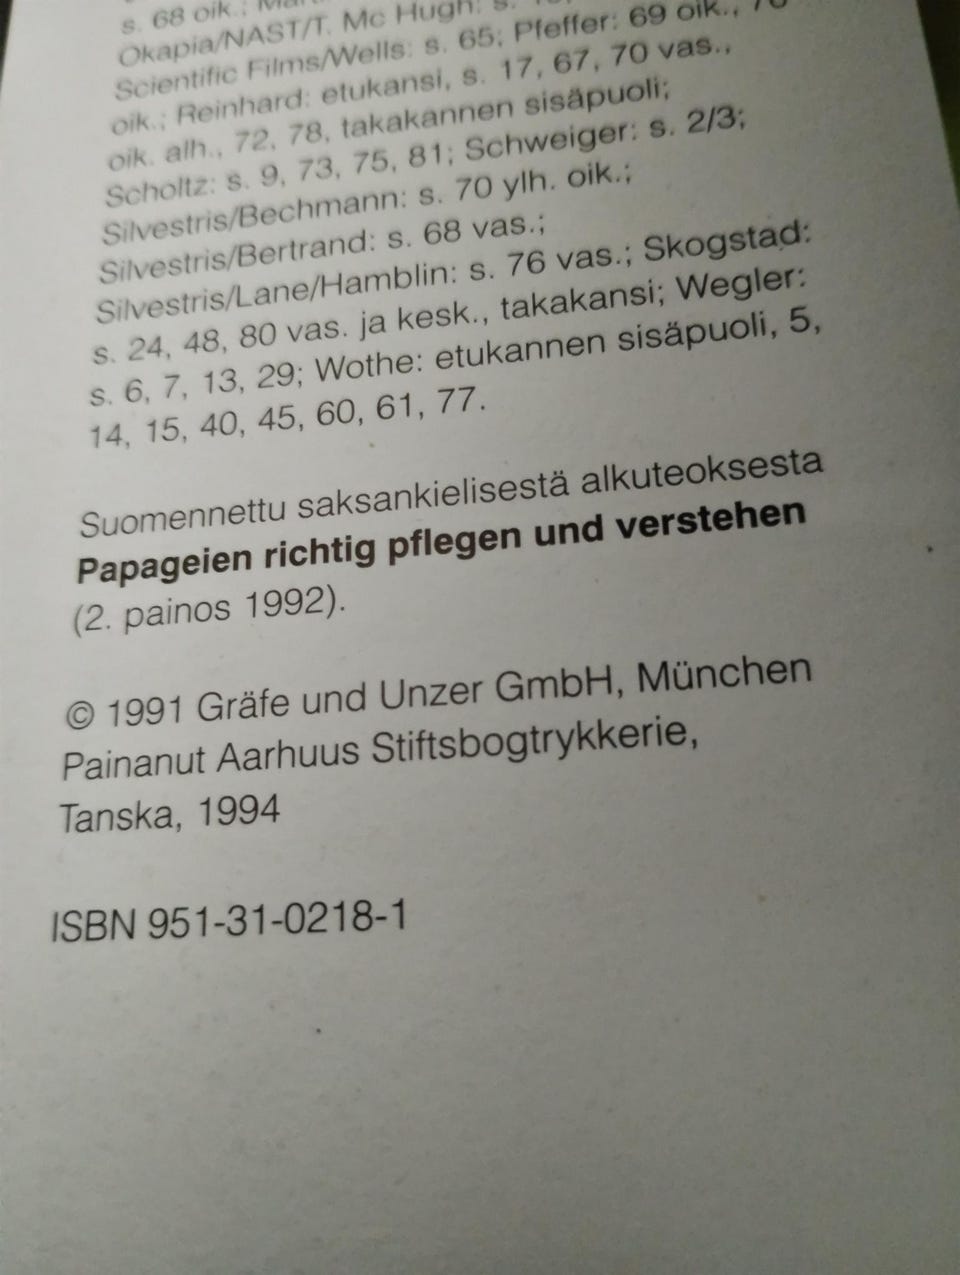 s. 68 oik.;
Okapia/NAST/T. Mc Hugh: s.
Scientific Films/Wells: s. 65; Pfeffer: 69 oik., 70
oik.; Reinhard: etukansi, s. 17, 67, 70 vas.,
oik. alh., 72, 78, takakannen sisäpuoli;
Scholtz: s. 9, 73, 75, 81; Schweiger: s. 2/3;
Silvestris/Bechmann: s. 70 ylh. oik.;
Silvestris/Bertrand: s. 68 vas.;
Silvestris/Lane/Hamblin: s. 76 vas.; Skogstad:
s. 24, 48, 80 vas. ja kesk., takakansi; Wegler:
s. 6, 7, 13, 29; Wothe: etukannen sisäpuoli, 5,
14, 15, 40, 45, 60, 61, 77.
Suomennettu saksankielisestä alkuteoksesta
Papageien richtig pflegen und verstehen
(2. painos 1992).
© 1991 Gräfe und Unzer GmbH, München
Painanut Aarhuus Stiftsbogtrykkerie,
Tanska, 1994
ISBN 951-31-0218-1